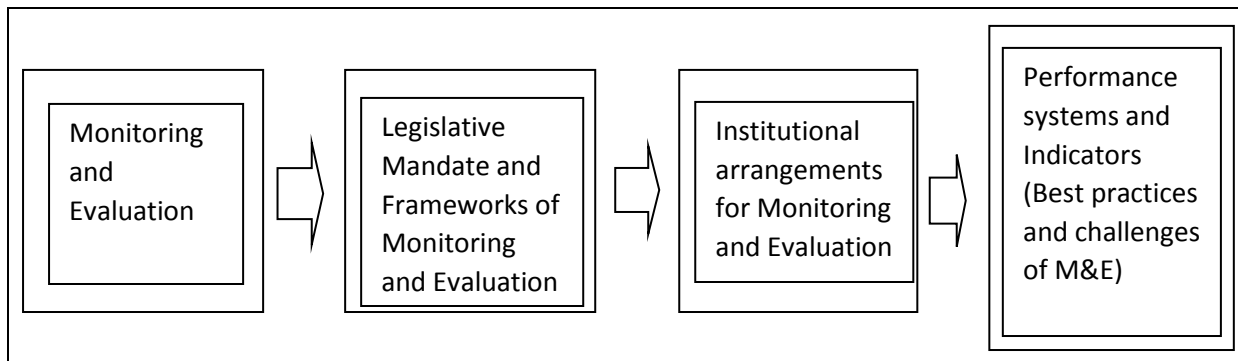 Monitoring
and
Evaluation
Legislative
Mandate and
Frameworks of
Monitoring
and Evaluation
Institutional
arrangements
for Monitoring
and Evaluation
Performance
systems and
Indicators
(Best practices
and challenges
of M&E)